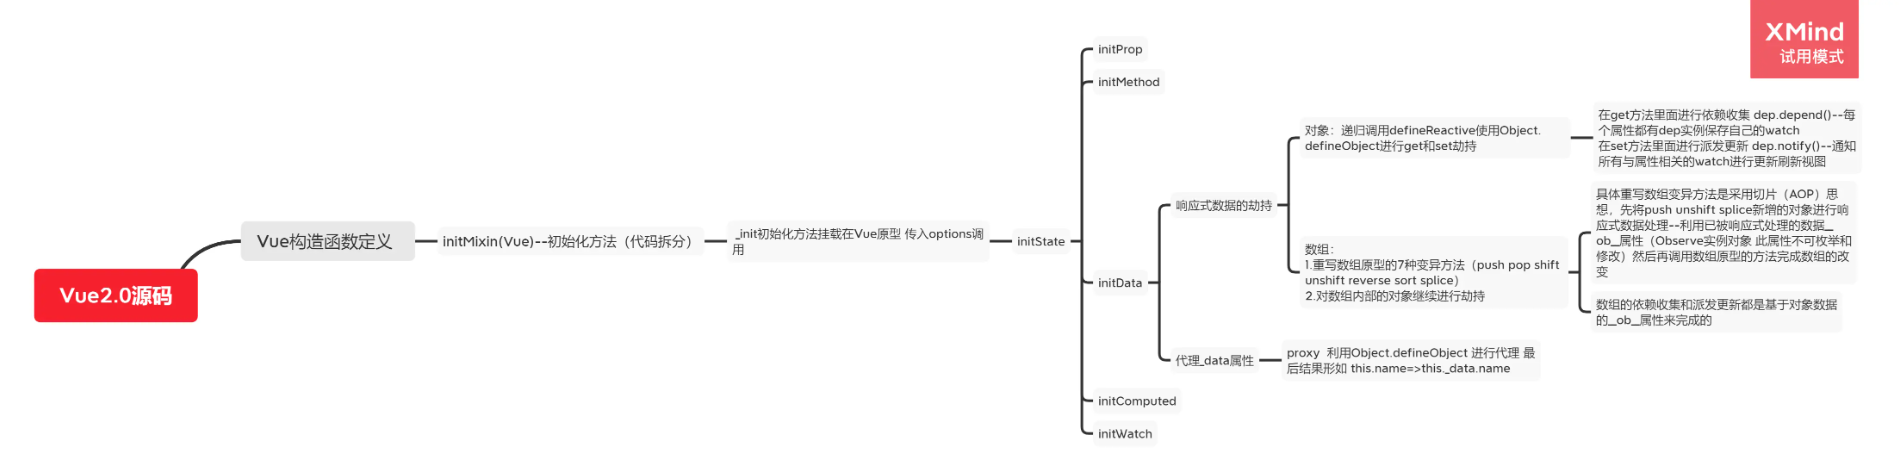 XMind
试用模式
Vue2.0源码
Vue构造函数定义
initMixin(Vue)--初始化方法（代码拆分）
_init初始化方法挂载在Vue原型 传入options调
用
initState
initProp
initMethod
initData
响应式数据的劫持
对象：递归调用defineReactive使用Object.
defineObject进行get和set劫持
在get方法里面进行依赖收集 dep.depend()--每
个属性都有dep实例保存自己的watch
在set方法里面进行派发更新 dep.notify()--通知
所有与属性相关的watch进行更新刷新视图
数组：
1.重写数组原型的7种变异方法（push pop shift
unshift reverse sort splice）
2.对数组内部的对象继续进行劫持
具体重写数组变异方法是采用切片（AOP）思
想，先将push unshift splice新增的对象进行响
应式数据处理--利用已被响应式处理的数据__
ob__属性（Observe实例对象 此属性不可枚举和
修改）然后再调用数组原型的方法完成数组的改
变
数组的依赖收集和派发更新都是基于对象数据
的__ob__属性来完成的
代理_data属性
proxy 利用Object.defineObject 进行代理 最
后结果形如 this.name=>this._data.name
initComputed
initWatch